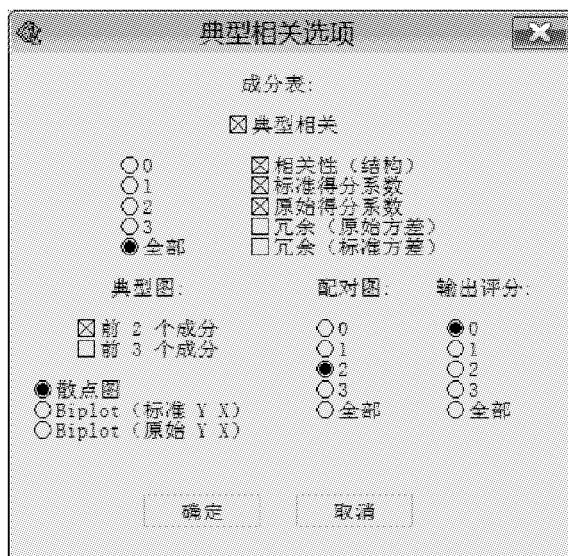 典型相关选项
成分表:
典型相关
0
1
2
3
全部
相关性(结构)
标准得分系数
原始得分系数
冗余(原始方差)
冗余(标准方差)
典型图:
前 2 个成分
前 3 个成分
散点图
Biplot (标准 Y X)
Biplot (原始 Y X)
配对图:
0
1
2
3
全部
输出评分:
0
1
2
3
全部
确定
取消